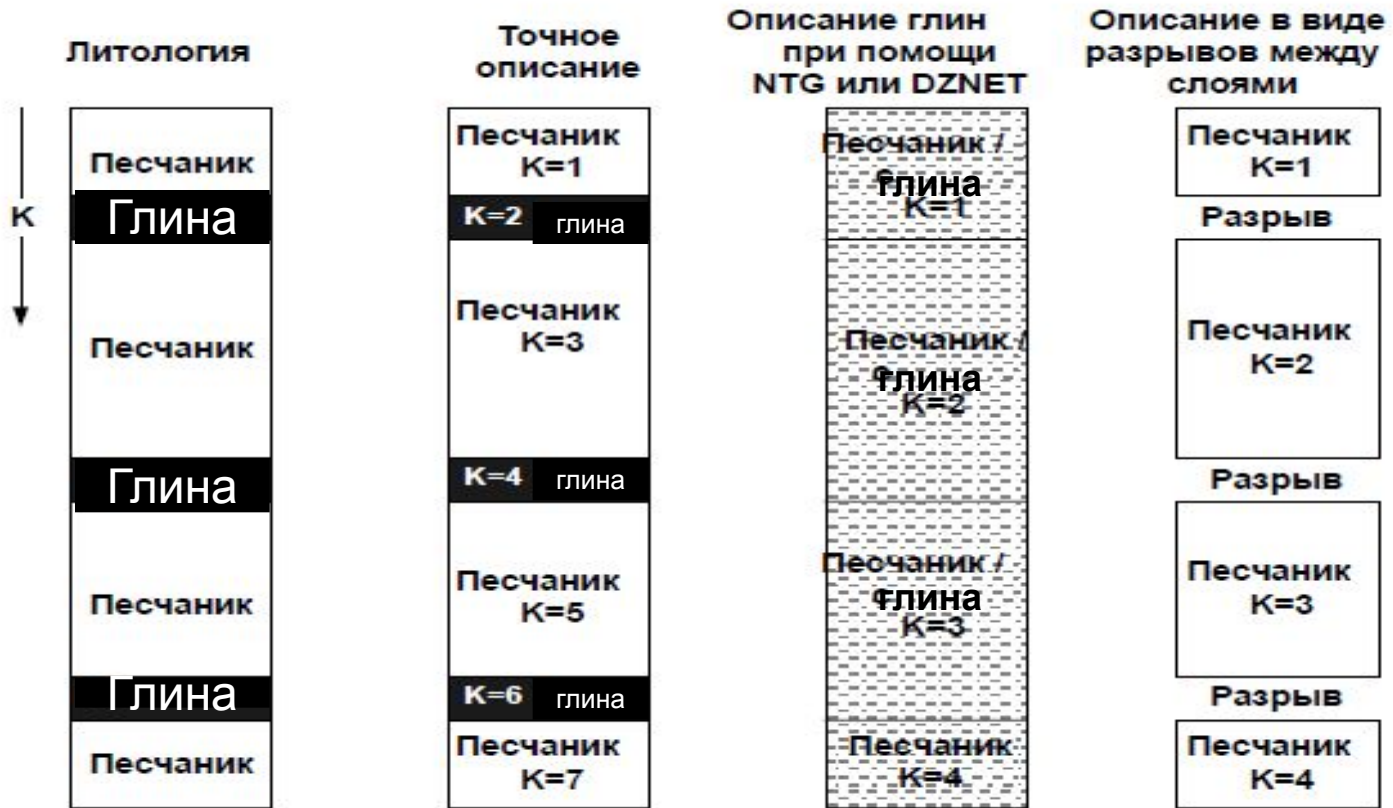 Литология
K
Песчаник
Глина
Песчаник
Глина
Песчаник
Глина
Песчаник
Точное
описание
Песчаник
K=1
K=2 глина
Песчаник
K=3
K=4 глина
Песчаник
K=5
K=6 глина
Песчаник
K=7
Описание глин
при помощи
NTG или DZNET
Песчаник /
глина
K=1
Песчаник /
глина
K=2
Песчаник /
глина
K=3
Песчаник
K=4
Описание в виде
разрывов между
слоями
Песчаник
K=1
Разрыв
Песчаник
K=2
Разрыв
Песчаник
K=3
Разрыв
Песчаник
K=4